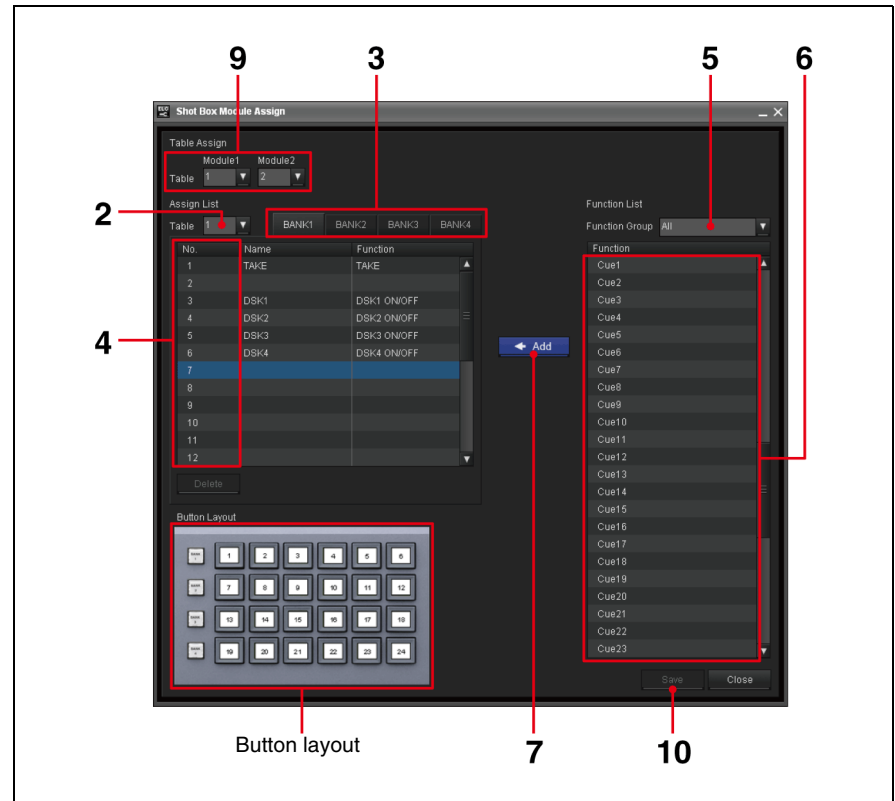 9 3 5 6
Shot Box Module Assign
Table Assign
Module1 Module2
Table 1 2
2
Assign List
Table 1 BANK1 BANK2 BANK3 BANK4
Function List
Function Group All
4
No. Name Function
1 TAKE TAKE
2
3 DSK1 DSK1 ON/OFF
4 DSK2 DSK2 ON/OFF
5 DSK3 DSK3 ON/OFF
6 DSK4 DSK4 ON/OFF
7
8
9
10
11
12
Delete
Add
Function
Cue1
Cue2
Cue3
Cue4
Cue5
Cue6
Cue7
Cue8
Cue9
Cue10
Cue11
Cue12
Cue13
Cue14
Cue15
Cue16
Cue17
Cue18
Cue19
Cue20
Cue21
Cue22
Cue23
Button Layout
1 2 3 4 5 6
7 8 9 10 11 12
13 14 15 16 17 18
19 20 21 22 23 24
Save Close
Button layout
7 10